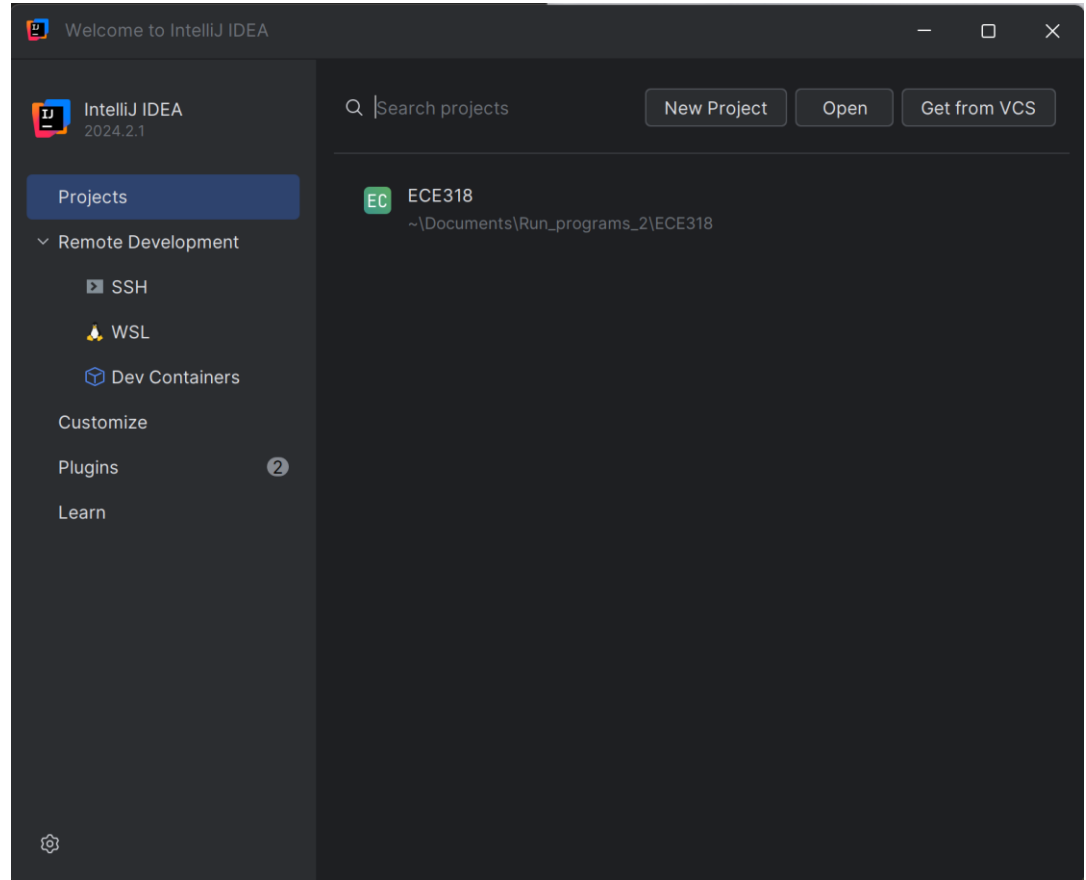 Welcome to IntelliJ IDEA
IntelliJ IDEA
2024.2.1
Projects
Remote Development
SSH
WSL
Dev Containers
Customize
Plugins 2
Learn
Search projects New Project Open Get from VCS
EC ECE318
~\Documents\Run_programs_2\ECE318